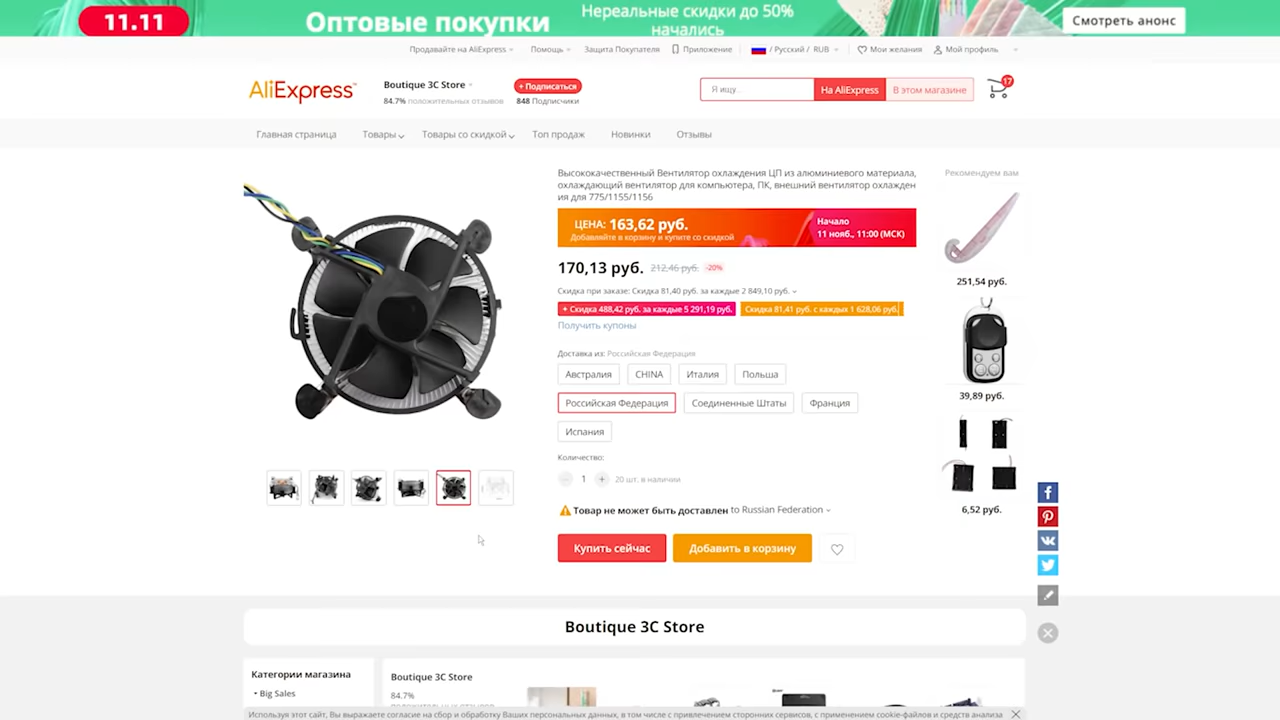 11.11
Оптовые покупки
Нереальные скидки до 50%
начались
Смотреть анонс
Продавайте на AliExpress
Помощь
Защита Покупателя
Приложение
/ Русский / RUB
Мои желания
Мой профиль
AliExpress
Boutique 3C Store
84.7% положительных отзывов
+ Подписаться
848 Подписчики
Я ищу...
На AliExpress
В этом магазине
17
Главная страница
Товары
Товары со скидкой
Топ продаж
Новинки
Отзывы
Высококачественный Вентилятор охлаждения ЦП из алюминиевого материала,
охлаждающий вентилятор для компьютера, ПК, внешний вентилятор охлажден
ия для 775/1155/1156
ЦЕНА: 163,62 руб.
Добавляйте в корзину и купите со скидкой
Начало
11 нояб., 11:00 (МСК)
170,13 руб. 212,46 руб. -20%
Скидка при заказе: Скидка 81,40 руб. за каждые 2 849,10 руб.
+ Скидка 488,42 руб. за каждые 5 291,19 руб.
Скидка 81,41 руб. с каждых 1 628,06 руб.
Получить купоны
Доставка из: Российская Федерация
Австралия
CHINA
Италия
Польша
Российская Федерация
Соединенные Штаты
Франция
Испания
Количество:
− 1 + 20 шт. в наличии
Товар не может быть доставлен to Russian Federation
Купить сейчас
Добавить в корзину
Рекомендуем вам
251,54 руб.
39,89 руб.
6,52 руб.
Boutique 3C Store
Категории магазина
Big Sales
Boutique 3C Store
84.7%
Используя этот сайт, Вы выражаете согласие на сбор и обработку Ваших персональных данных, в том числе с привлечением сторонних сервисов, с применением cookie-файлов и средств анализа